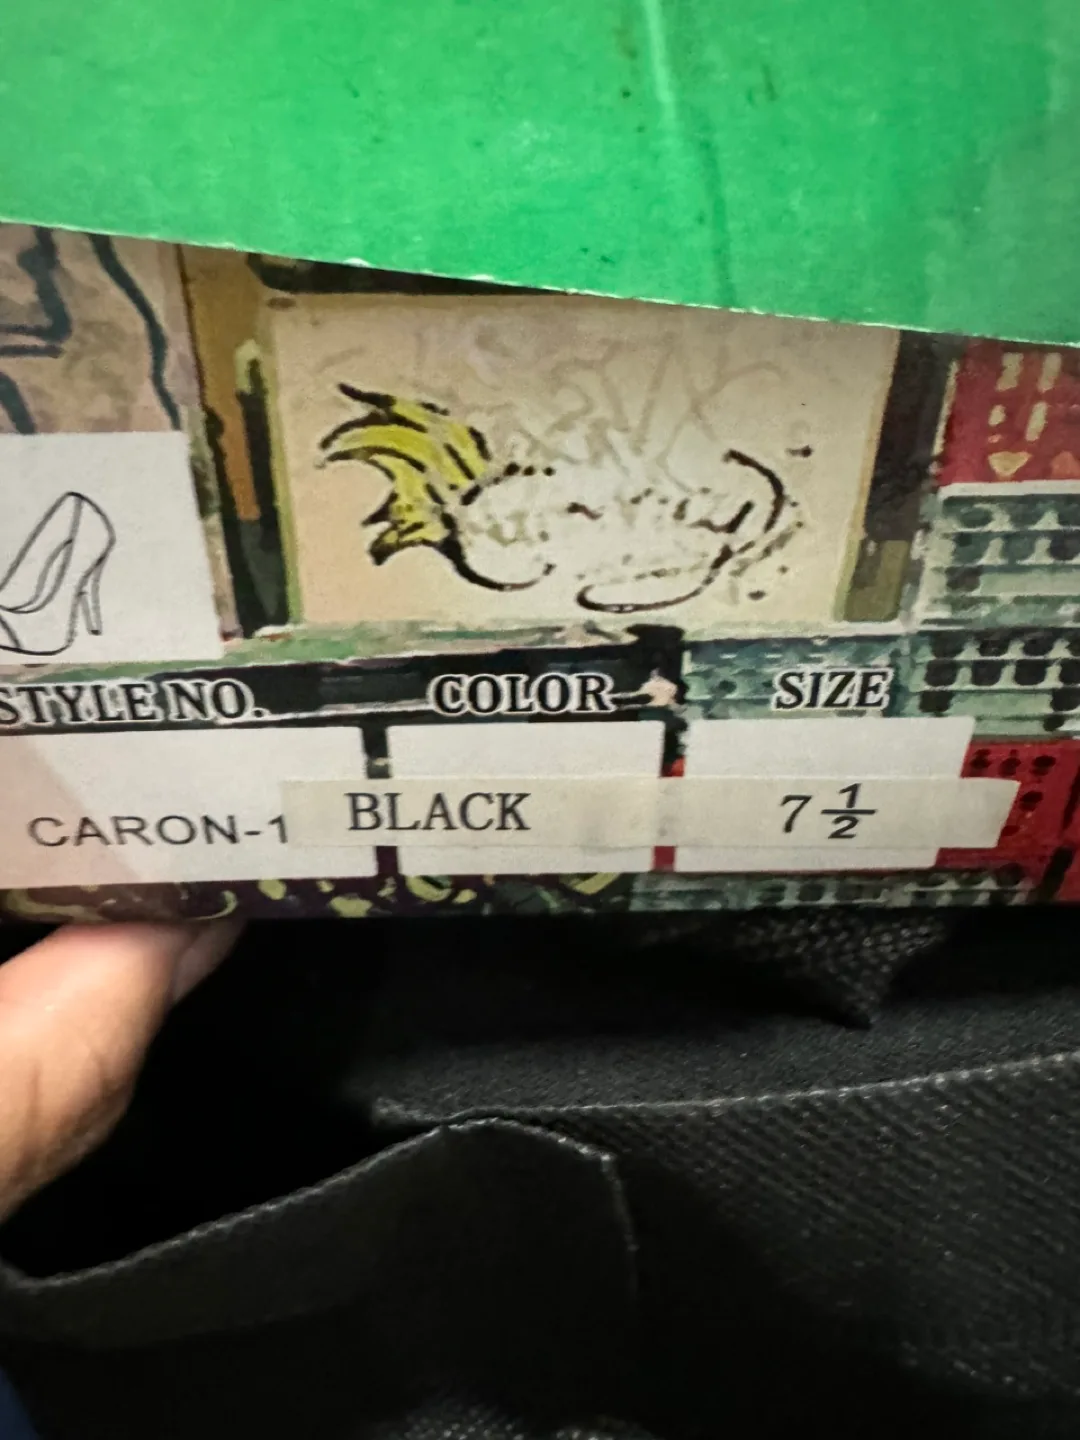 STYLE NO. COLOR SIZE
CARON-1 BLACK 7 1/2